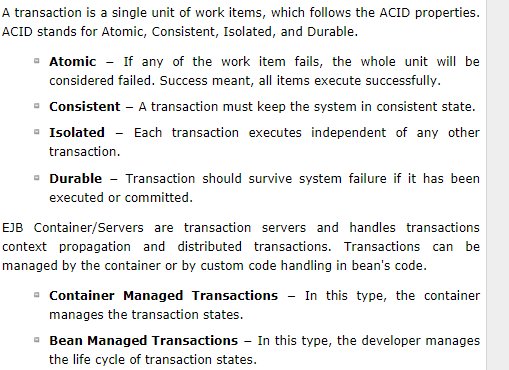 A transaction is a single unit of work items, which follows the ACID properties.
ACID stands for Atomic, Consistent, Isolated, and Durable.
Atomic – If any of the work item fails, the whole unit will be
considered failed. Success meant, all items execute successfully.
Consistent – A transaction must keep the system in consistent state.
Isolated – Each transaction executes independent of any other
transaction.
Durable – Transaction should survive system failure if it has been
executed or committed.
EJB Container/Servers are transaction servers and handles transactions
context propagation and distributed transactions. Transactions can be
managed by the container or by custom code handling in bean's code.
Container Managed Transactions – In this type, the container
manages the transaction states.
Bean Managed Transactions – In this type, the developer manages
the life cycle of transaction states.